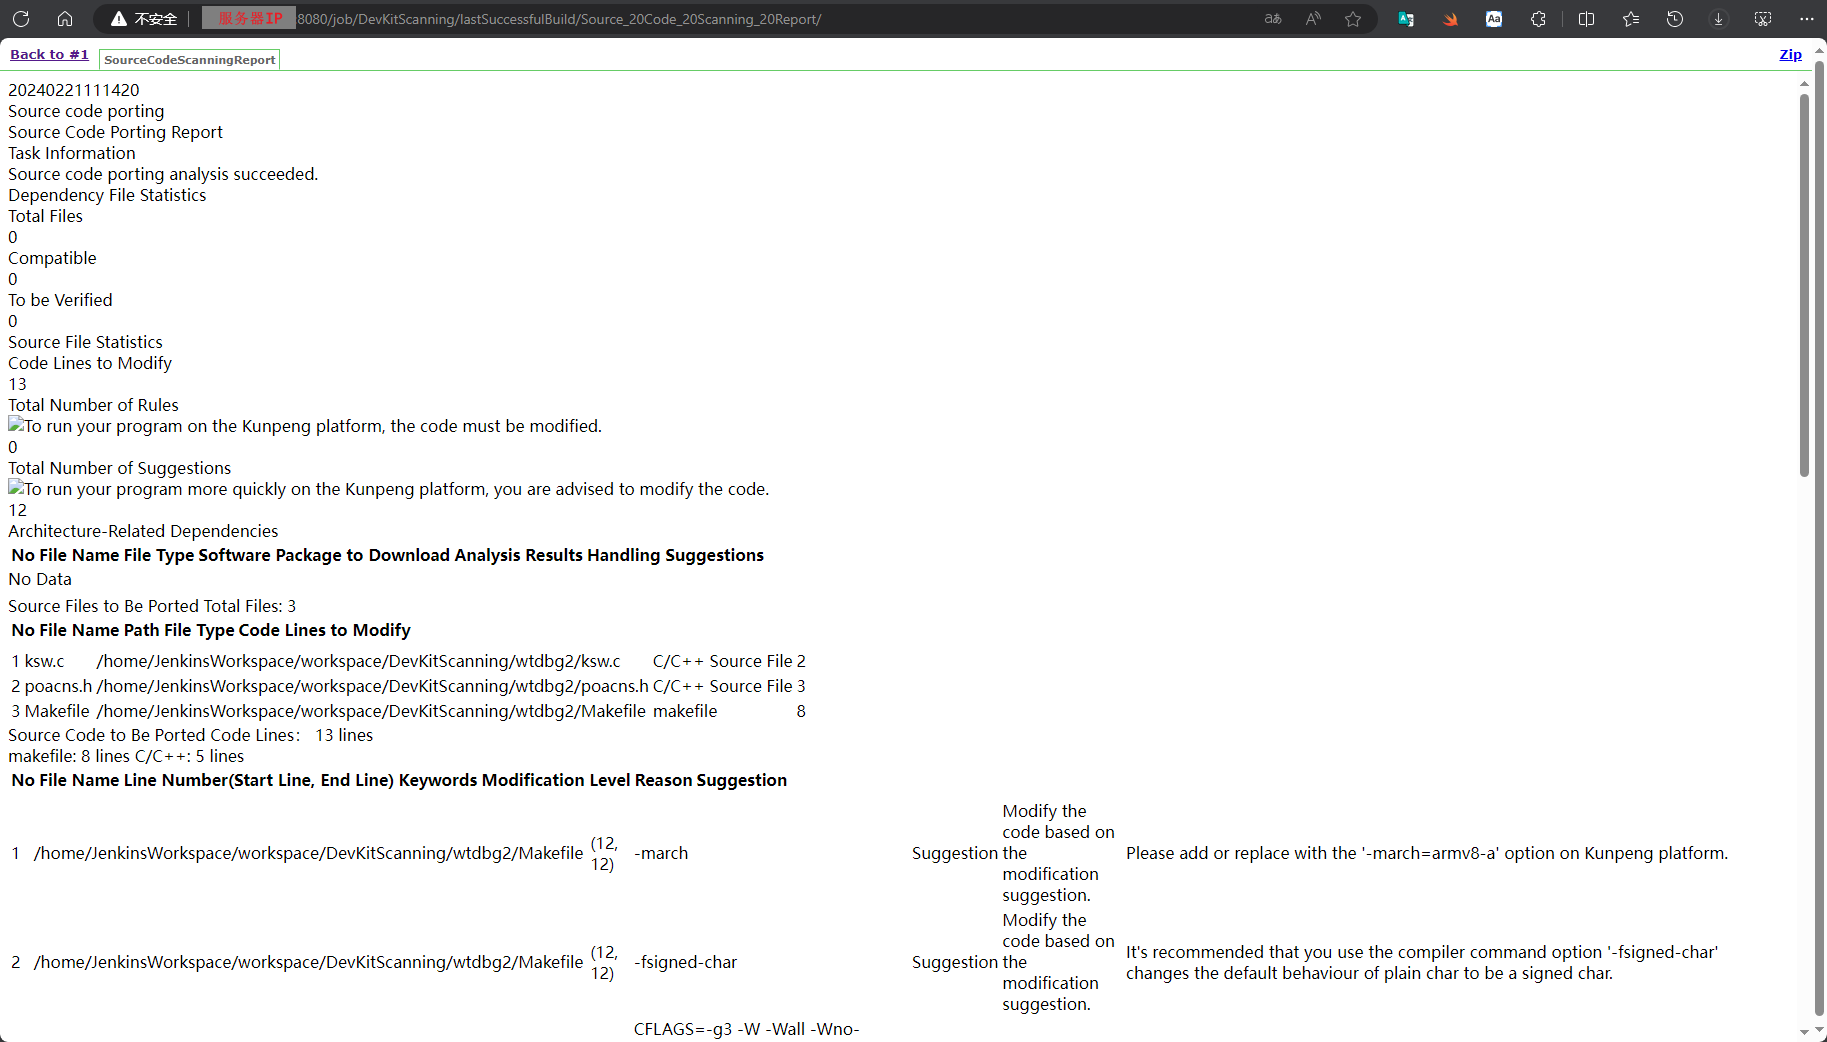 不安全
服务器IP:8080/job/DevKitScanning/lastSuccessfulBuild/Source_20Code_20Scanning_20Report/
Back to #1 SourceCodeScanningReport Zip
20240221111420
Source code porting
Source Code Porting Report
Task Information
Source code porting analysis succeeded.
Dependency File Statistics
Total Files
0
Compatible
0
To be Verified
0
Source File Statistics
Code Lines to Modify
13
Total Number of Rules
To run your program on the Kunpeng platform, the code must be modified.
0
Total Number of Suggestions
To run your program more quickly on the Kunpeng platform, you are advised to modify the code.
12
Architecture-Related Dependencies
No File Name File Type Software Package to Download Analysis Results Handling Suggestions
No Data
Source Files to Be Ported Total Files: 3
No File Name Path File Type Code Lines to Modify
1 ksw.c /home/JenkinsWorkspace/workspace/DevKitScanning/wtdbg2/ksw.c C/C++ Source File 2
2 poacns.h /home/JenkinsWorkspace/workspace/DevKitScanning/wtdbg2/poacns.h C/C++ Source File 3
3 Makefile /home/JenkinsWorkspace/workspace/DevKitScanning/wtdbg2/Makefile makefile 8
Source Code to Be Ported Code Lines： 13 lines
makefile: 8 lines C/C++: 5 lines
No File Name Line Number(Start Line, End Line) Keywords Modification Level Reason Suggestion
1 /home/JenkinsWorkspace/workspace/DevKitScanning/wtdbg2/Makefile
(12,
12)
-march
Suggestion
Modify the
code based on
the
modification
suggestion.
Please add or replace with the '-march=armv8-a' option on Kunpeng platform.
2 /home/JenkinsWorkspace/workspace/DevKitScanning/wtdbg2/Makefile
(12,
12)
-fsigned-char
Suggestion
Modify the
code based on
the
modification
suggestion.
It's recommended that you use the compiler command option '-fsigned-char'
changes the default behaviour of plain char to be a signed char.
CFLAGS=-g3 -W -Wall -Wno-